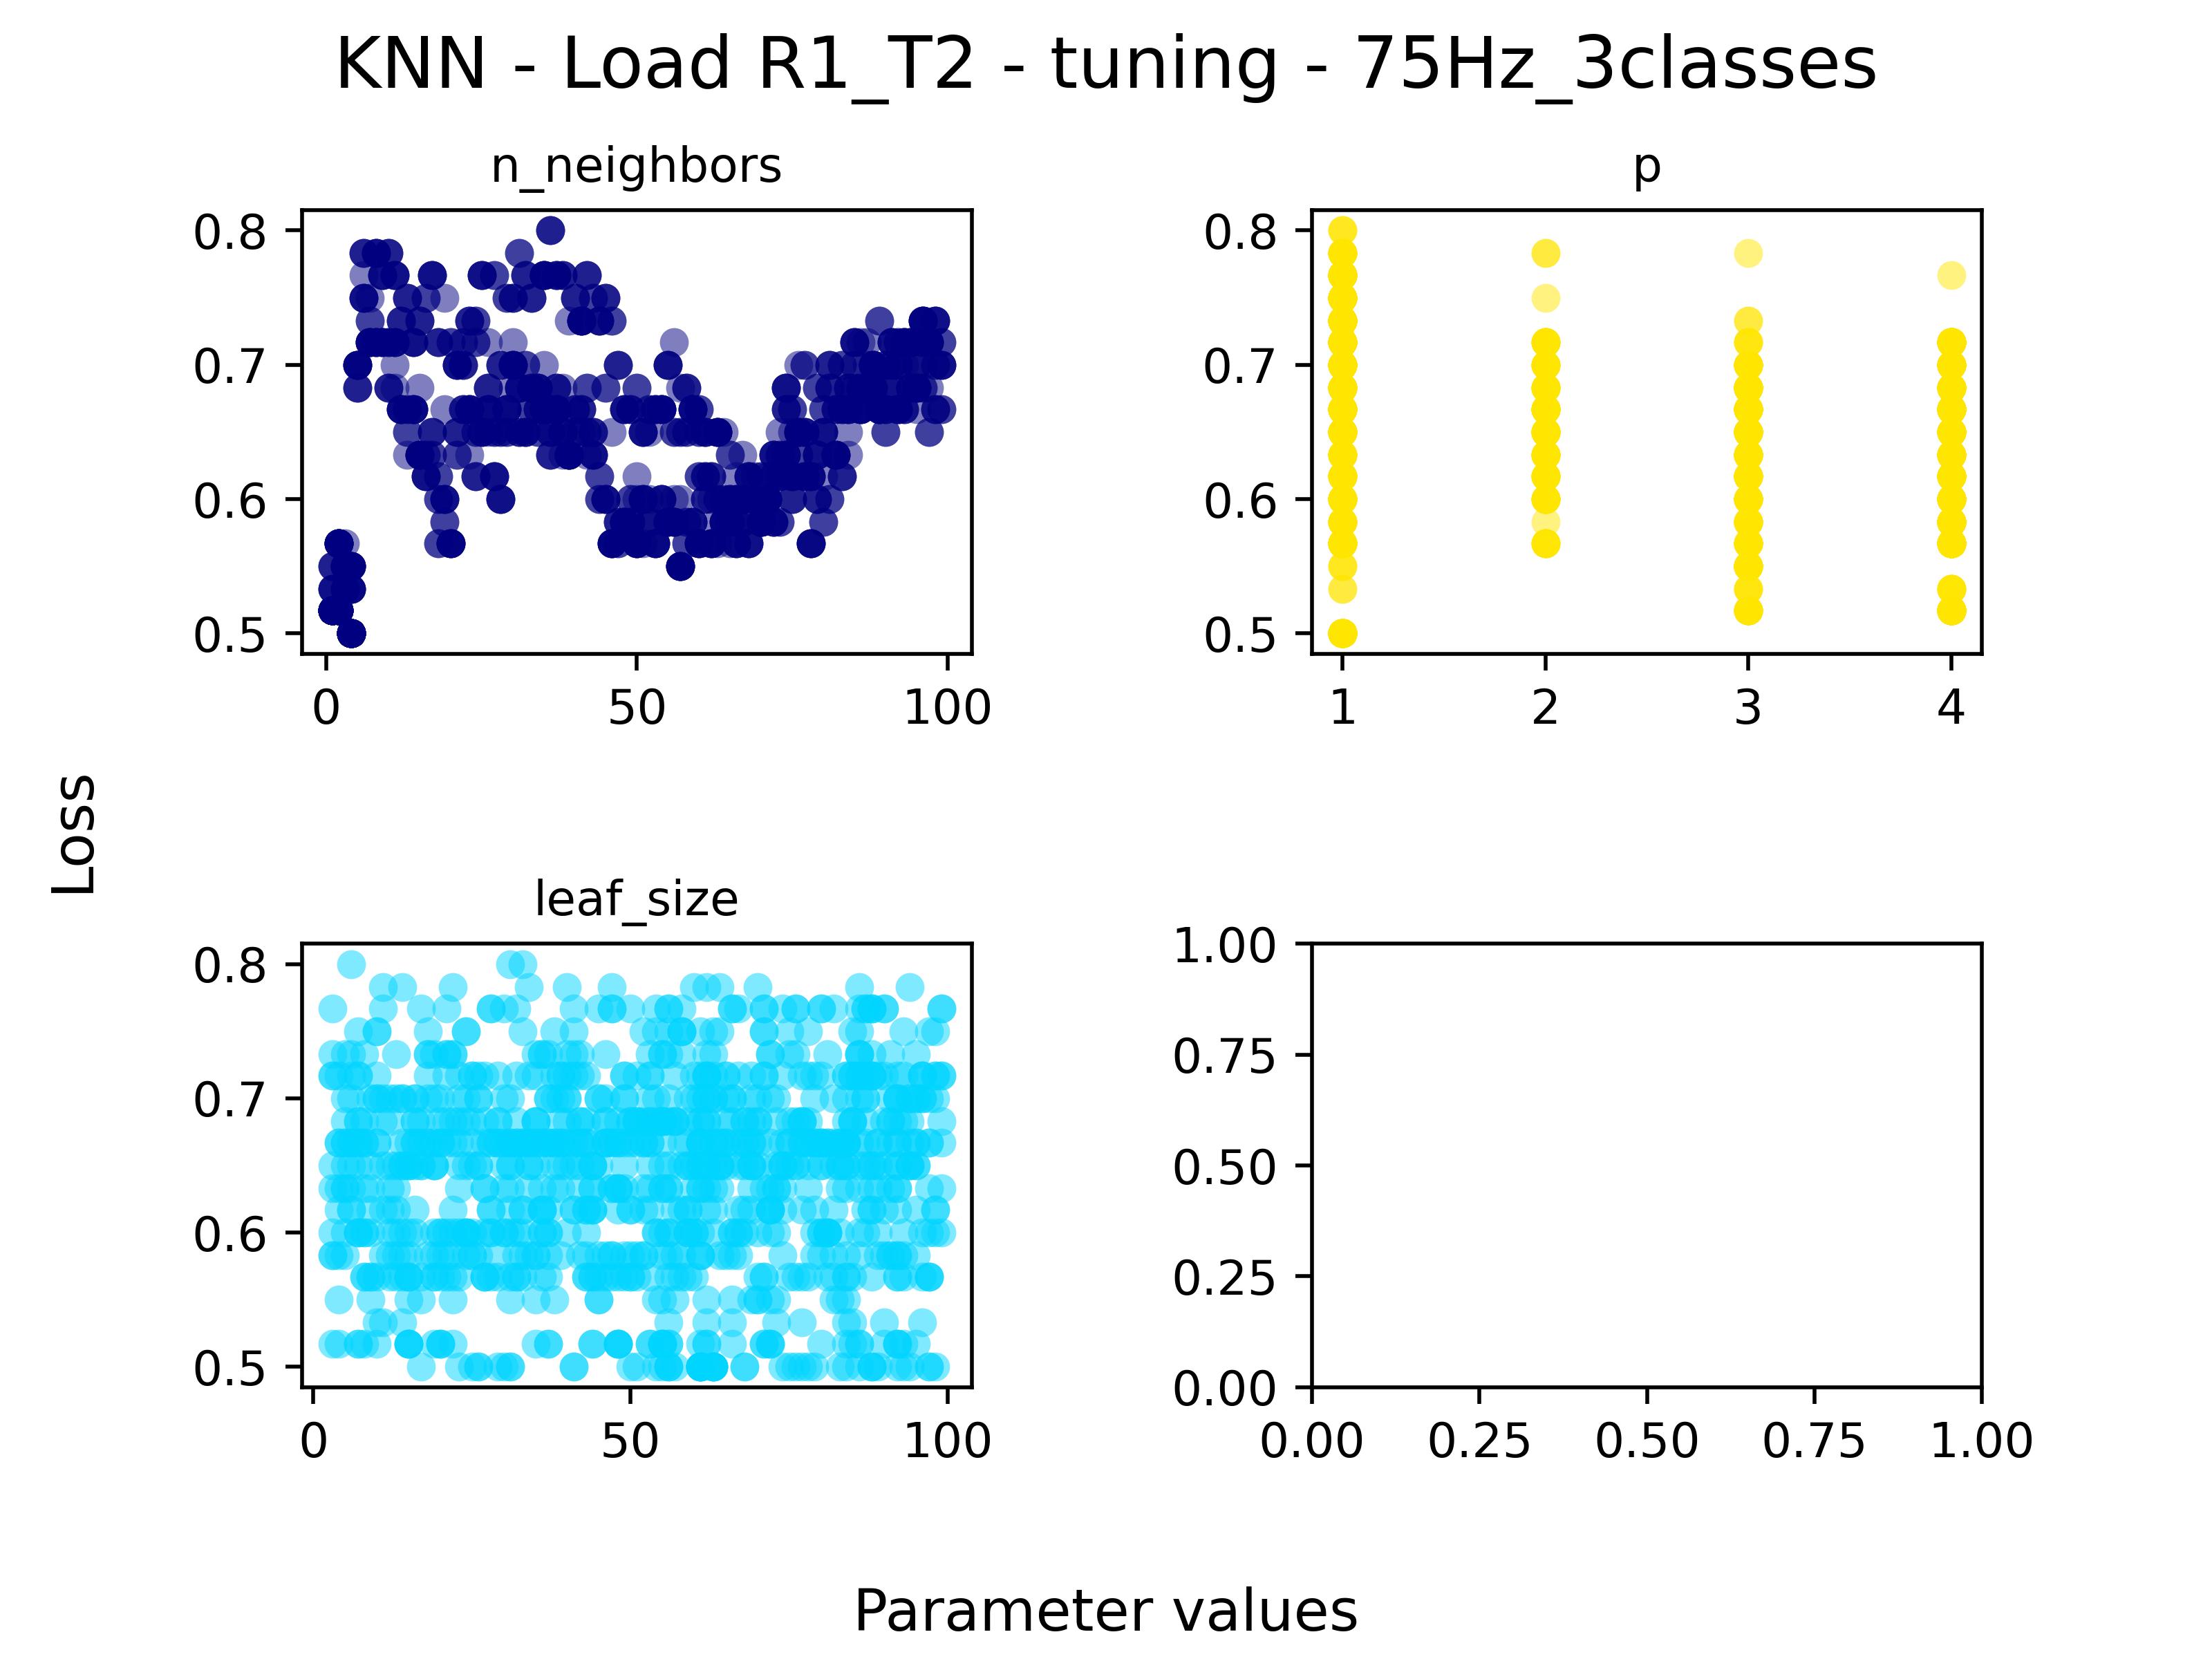 KNN - Load R1_T2 - tuning - 75Hz_3classes
n_neighbors
0.8
0.7
0.6
0.5
0 50 100
p
0.8
0.7
0.6
0.5
1 2 3 4
Loss
leaf_size
0.8
0.7
0.6
0.5
0 50 100
1.00
0.75
0.50
0.25
0.00
0.00 0.25 0.50 0.75 1.00
Parameter values